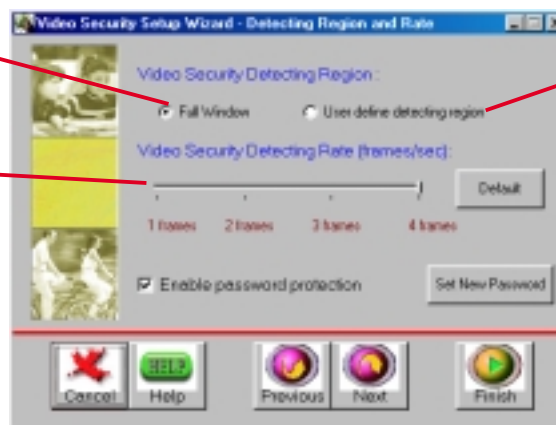 Video Security Setup Wizard - Detecting Region and Rate
Video Security Detecting Region :
Full Window
User define detecting region
Video Security Detecting Rate (frames/sec):
Default
1 frames 2 frames 3 frames 4 frames
Enable password protection
Set New Password
HELP
Cancel Help Previous Next Finish